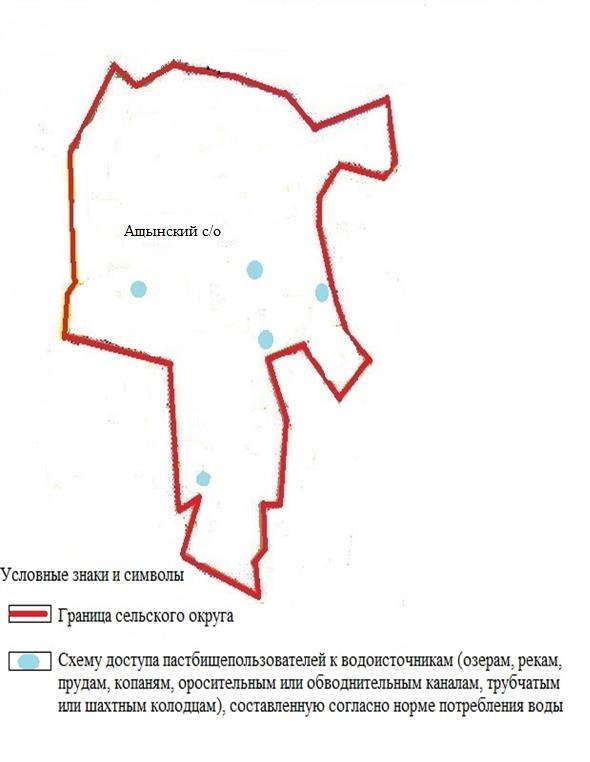 Ащынский с/о
Условные знаки и символы
Граница сельского округа
Схему доступа пастбищепользователей к водоисточникам (озерам, рекам,
прудам, копаням, оросительным или обводнительным каналам, трубчатым
или шахтным колодцам), составленную согласно норме потребления воды